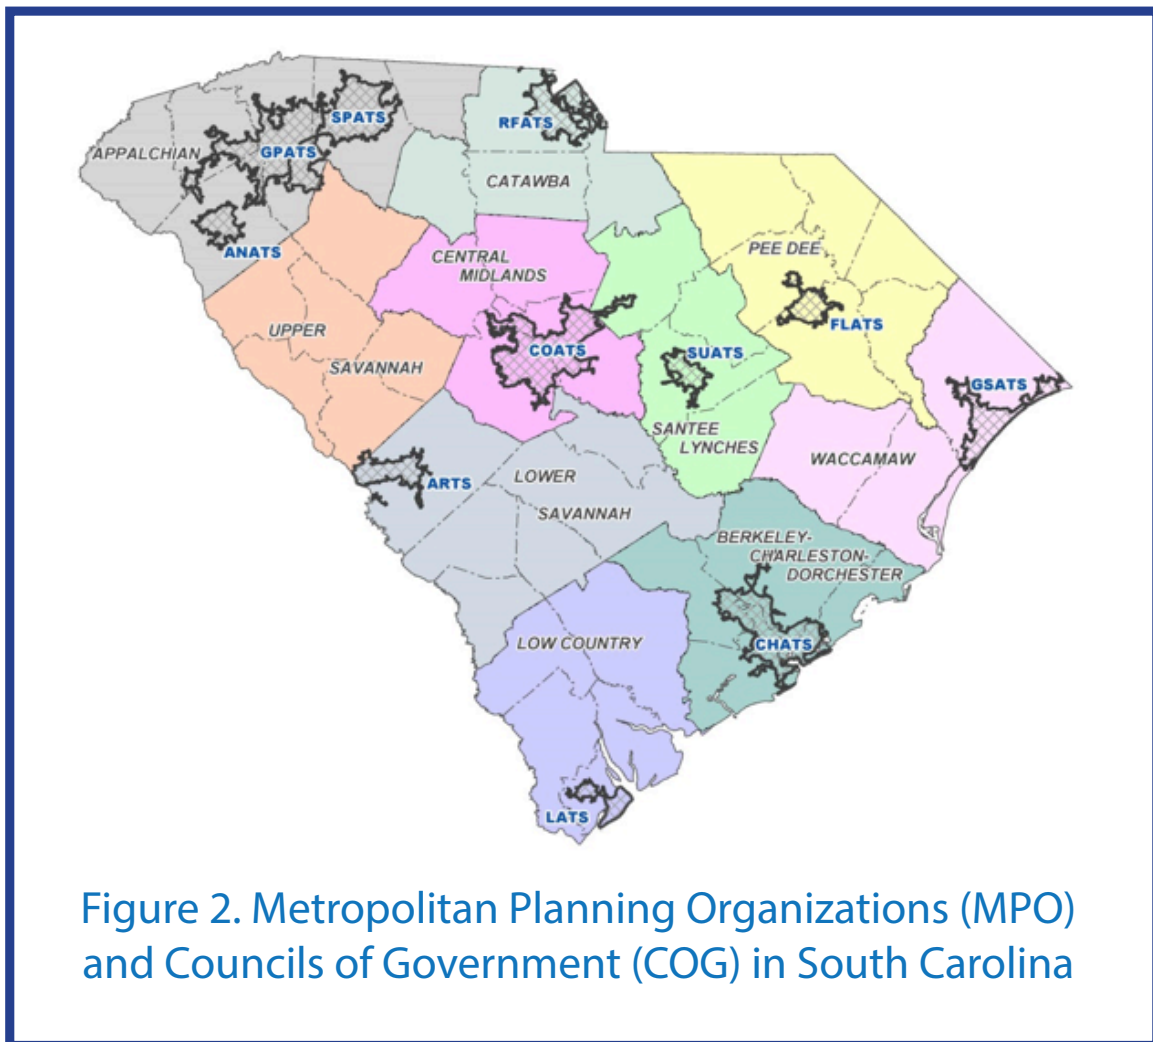 SPATS
RFATS
GPATS
APPALCHIAN
CATAWBA
ANATS
PEE DEE
CENTRAL
MIDLANDS
UPPER
FLATS
COATS
SUATS
SAVANNAH
GSATS
SANTEE
LYNCHES
WACCAMAW
ARTS
LOWER
SAVANNAH
BERKELEY-
CHARLESTON-
DORCHESTER
LOW COUNTRY
CHATS
LATS
Figure 2. Metropolitan Planning Organizations (MPO)
and Councils of Government (COG) in South Carolina